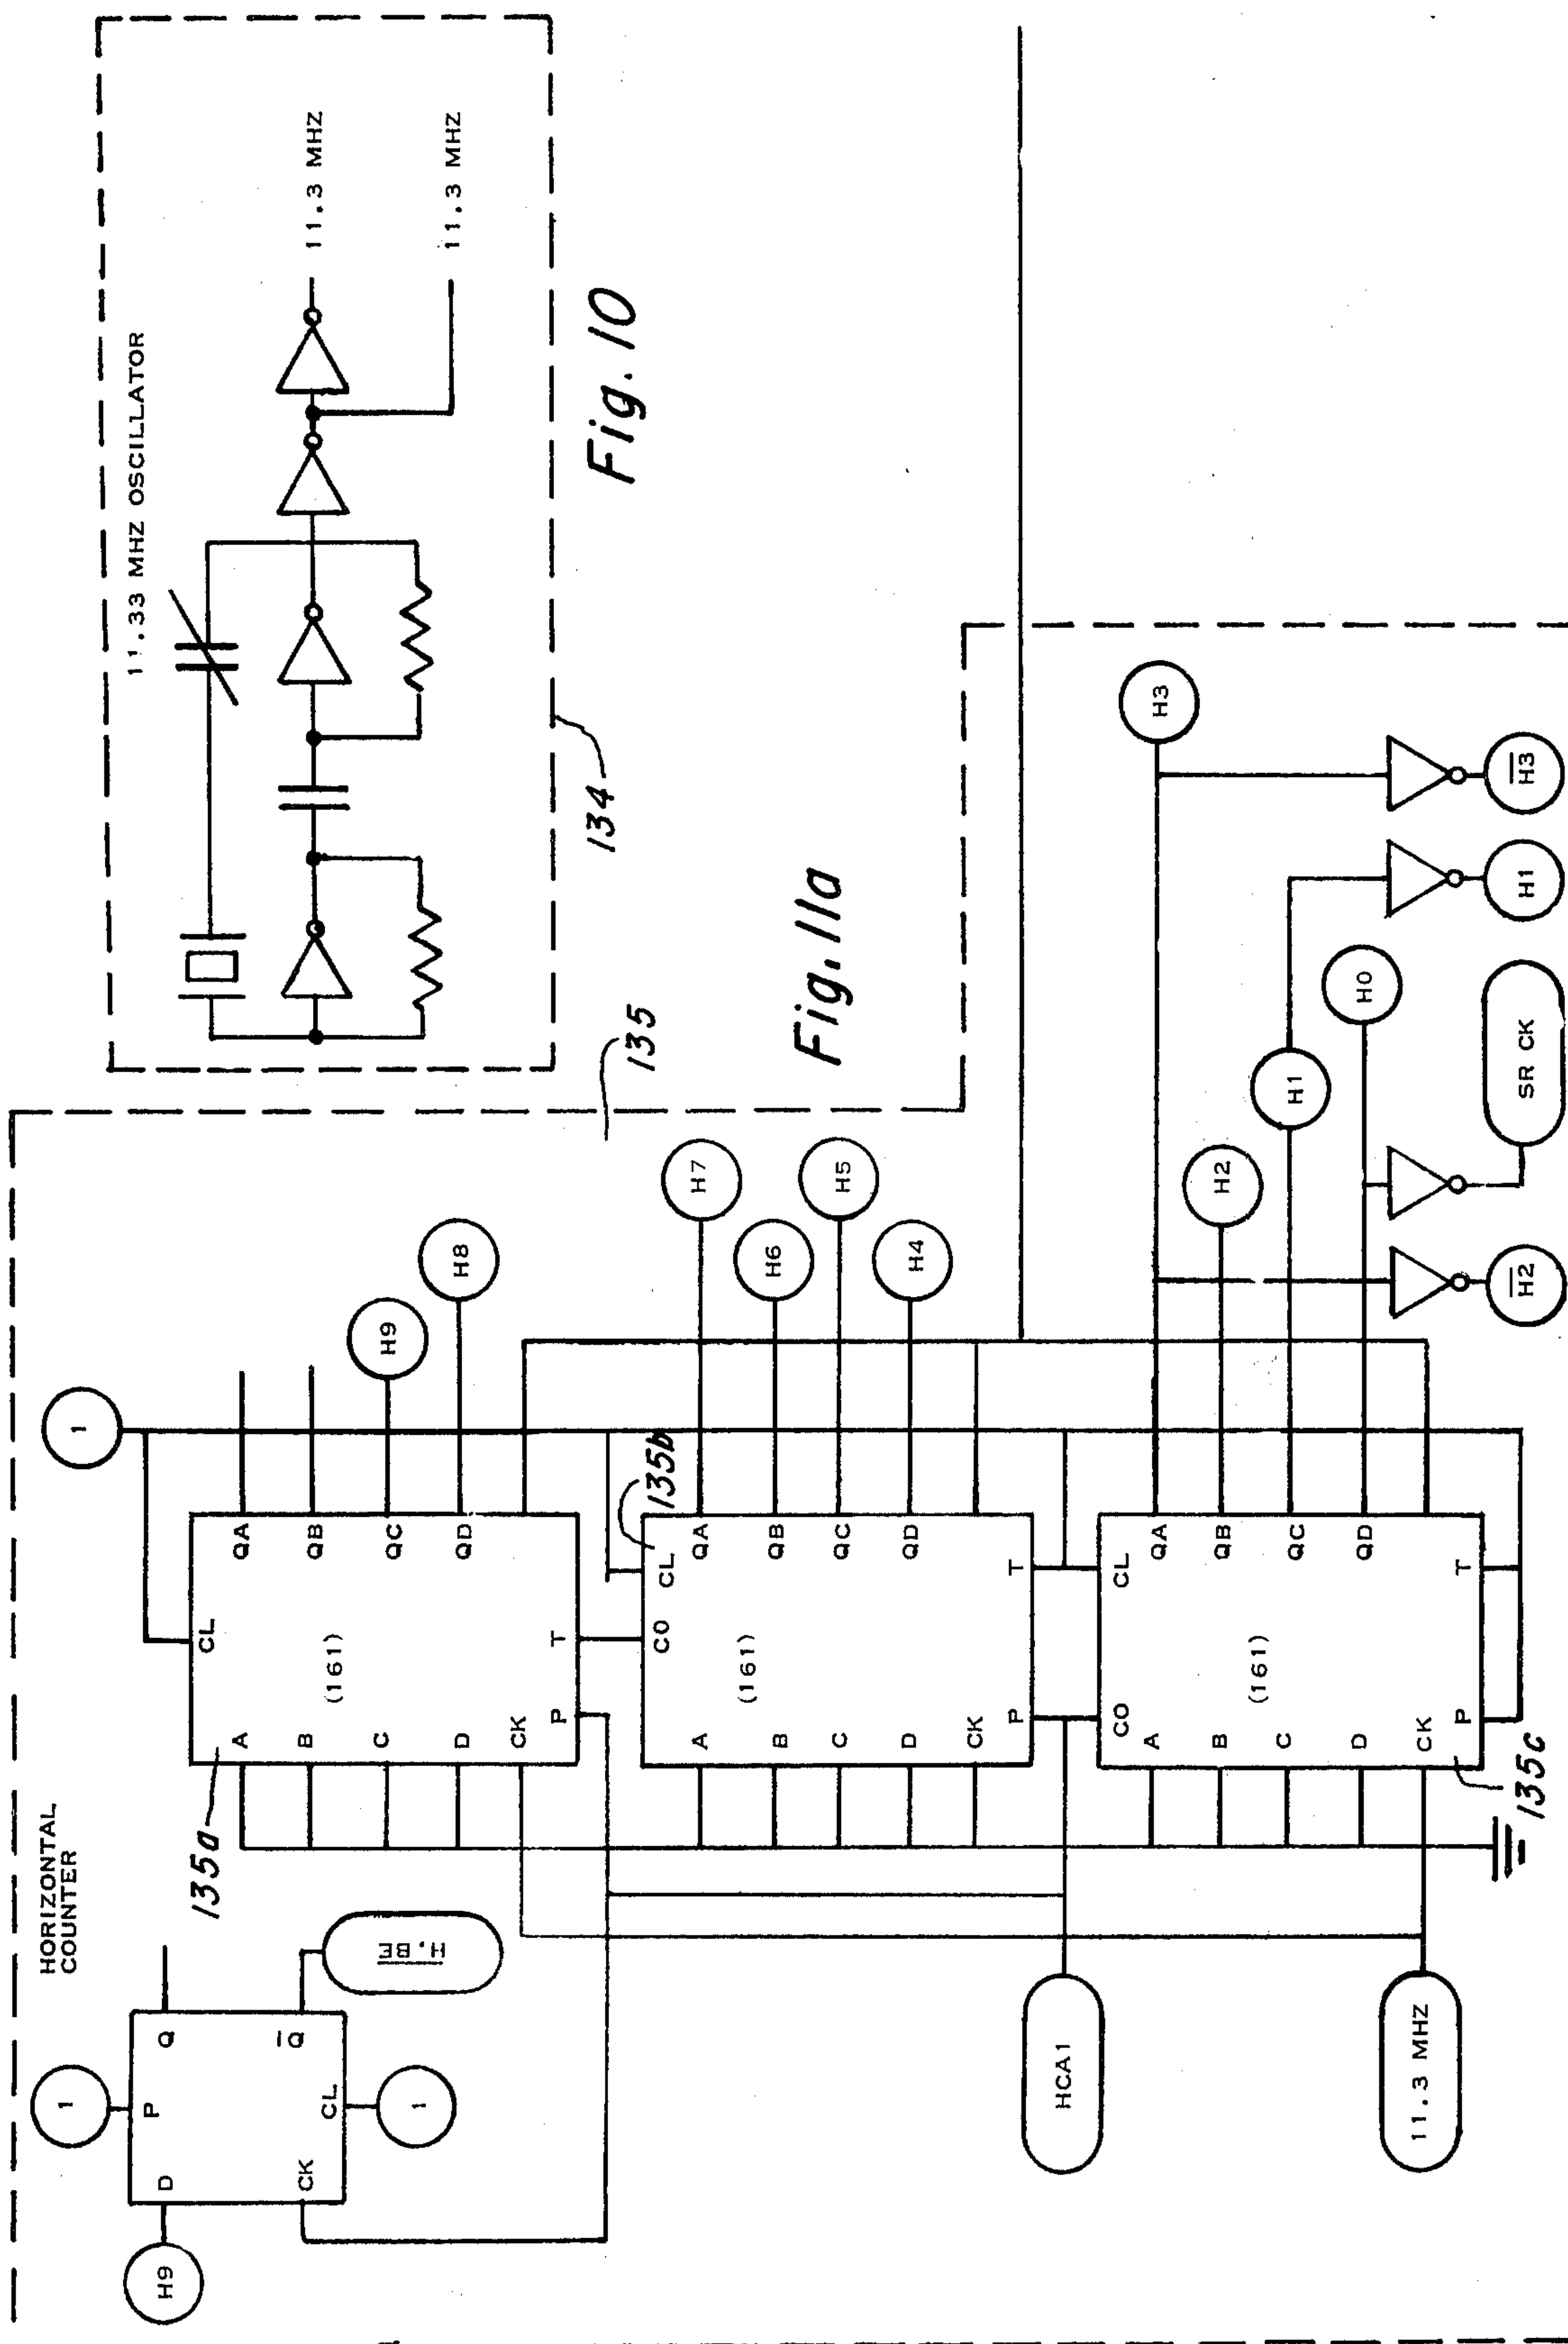 11.33 MHZ OSCILLATOR
11.3 MHZ
11.3 MHZ
134
Fig. 10
HORIZONTAL
COUNTER
135
Fig. 11a
1
P
D
Q
CK
CL
Q̅
H9
1
H, BE
1
135a
CL
A
B
C
D
CK
P
T
(161)
QA
QB
QC
QD
H9
H8
135b
CO
CL
A
B
C
D
CK
P
T
(161)
QA
QB
QC
QD
H7
H6
H5
H4
HCA1
11.3 MHZ
135c
CO
CL
A
B
C
D
CK
P
T
(161)
QA
QB
QC
QD
H3
H2
H1
H0
H̅2̅
SR CK
H1
H̅3̅